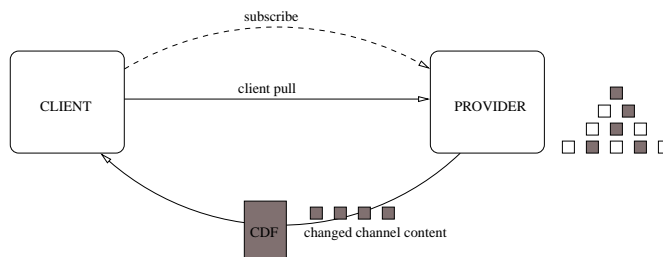 subscribe
client pull
CLIENT
PROVIDER
CDF
changed channel content